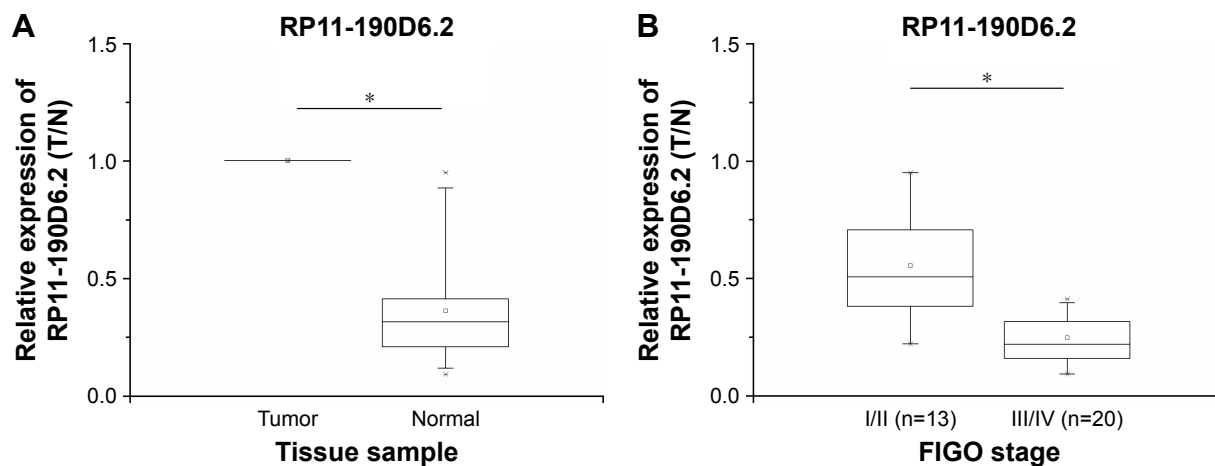 A
RP11-190D6.2
Relative expression of
RP11-190D6.2 (T/N)
1.5
1.0
0.5
0.0
*
Tumor
Normal
Tissue sample
B
RP11-190D6.2
Relative expression of
RP11-190D6.2 (T/N)
1.5
1.0
0.5
0.0
*
I/II (n=13)
III/IV (n=20)
FIGO stage